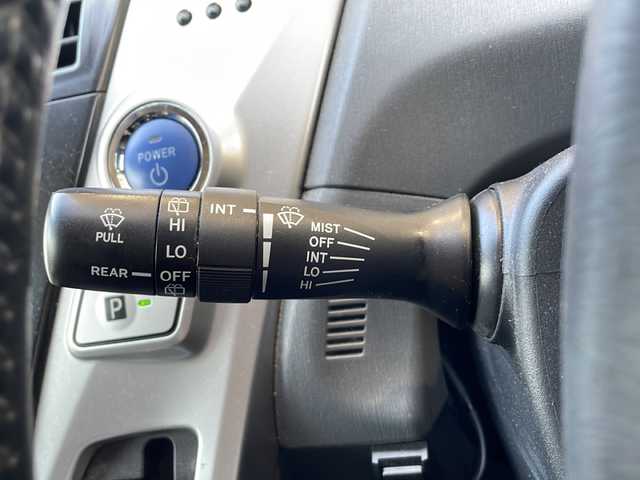 POWER
PULL
REAR
HI
LO
OFF
INT
MIST
OFF
INT
LO
HI
P